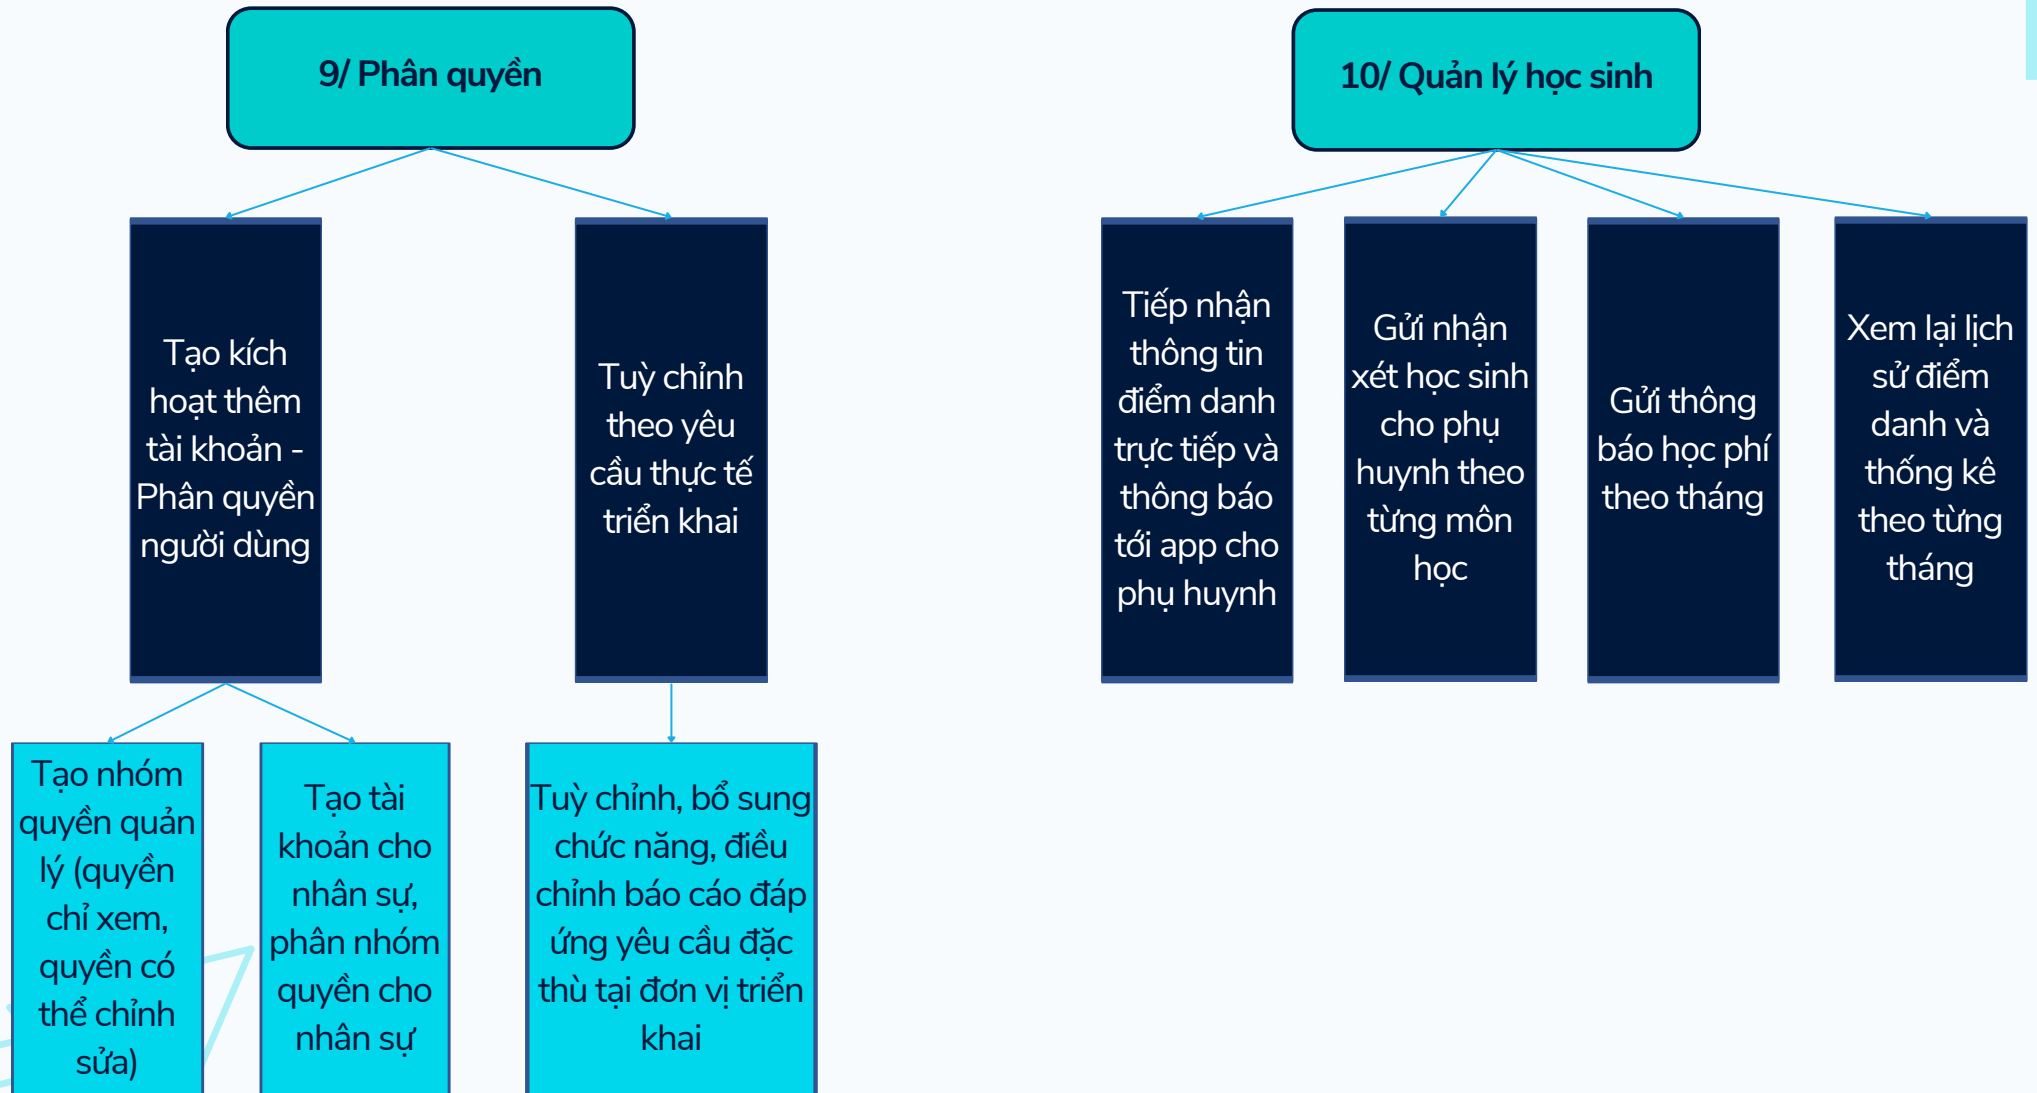 9/ Phân quyền
10/ Quản lý học sinh
Tạo kích
hoạt thêm
tài khoản -
Phân quyền
người dùng
Tuỳ chỉnh
theo yêu
cầu thực tế
triển khai
Tiếp nhận
thông tin
điểm danh
trực tiếp và
thông báo
tới app cho
phụ huynh
Gửi nhận
xét học sinh
cho phụ
huynh theo
từng môn
học
Gửi thông
báo học phí
theo tháng
Xem lại lịch
sử điểm
danh và
thống kê
theo từng
tháng
Tạo nhóm
quyền quản
lý (quyền
chỉ xem,
quyền có
thể chỉnh
sửa)
Tạo tài
khoản cho
nhân sự,
phân nhóm
quyền cho
nhân sự
Tuỳ chỉnh, bổ sung
chức năng, điều
chỉnh báo cáo đáp
ứng yêu cầu đặc
thù tại đơn vị triển
khai